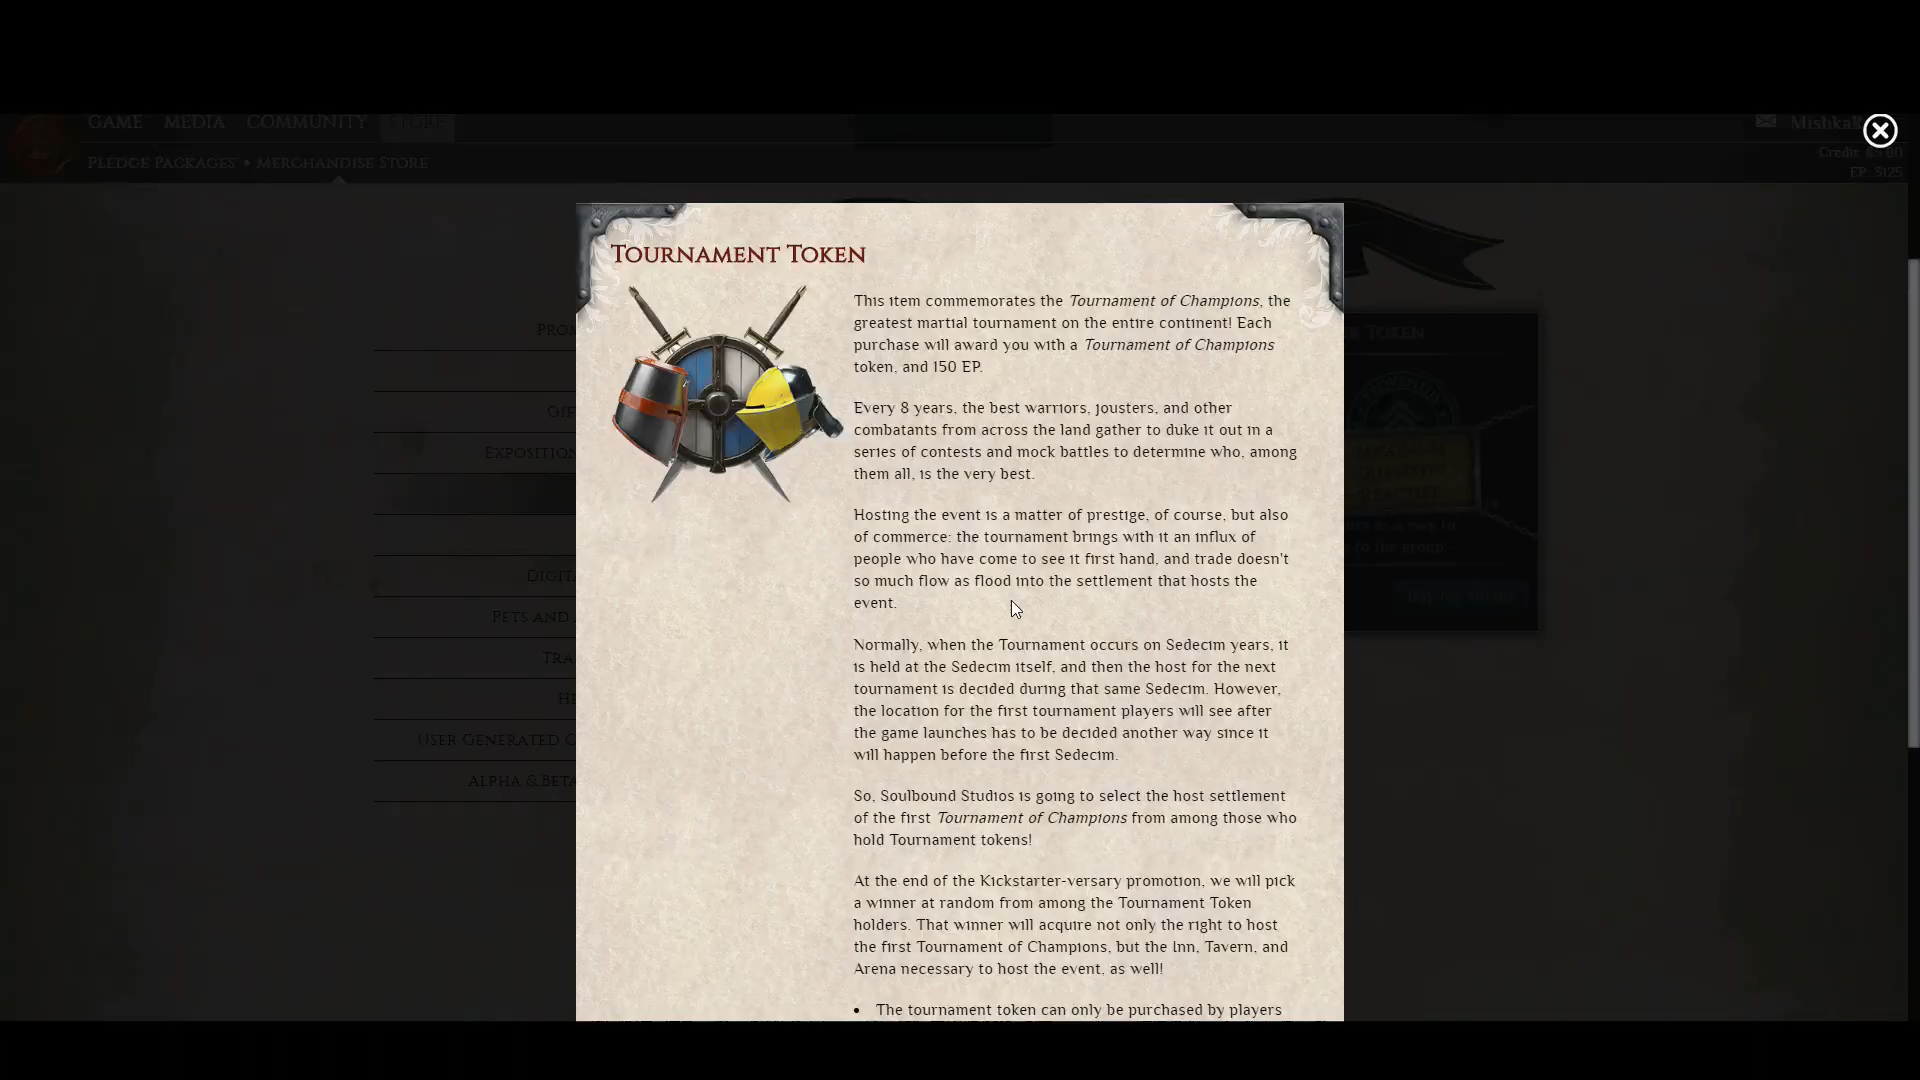 GAME MEDIA COMMUNITY STORE
PLEDGE PACKAGES • MERCHANDISE STORE
EP: 3125
TOURNAMENT TOKEN
This item commemorates the Tournament of Champions, the
greatest martial tournament on the entire continent! Each
purchase will award you with a Tournament of Champions
token, and 150 EP.
Every 8 years, the best warriors, jousters, and other
combatants from across the land gather to duke it out in a
series of contests and mock battles to determine who, among
them all, is the very best.
Hosting the event is a matter of prestige, of course, but also
of commerce: the tournament brings with it an influx of
people who have come to see it first hand, and trade doesn't
so much flow as flood into the settlement that hosts the
event.
Normally, when the Tournament occurs on Sedecim years, it
is held at the Sedecim itself, and then the host for the next
tournament is decided during that same Sedecim. However,
the location for the first tournament players will see after
the game launches has to be decided another way since it
will happen before the first Sedecim.
So, Soulbound Studios is going to select the host settlement
of the first Tournament of Champions from among those who
hold Tournament tokens!
At the end of the Kickstarter-versary promotion, we will pick
a winner at random from among the Tournament Token
holders. That winner will acquire not only the right to host
the first Tournament of Champions, but the Inn, Tavern, and
Arena necessary to host the event, as well!
• The tournament token can only be purchased by players
EXPOSITION
PETS AND
USER GENERATED
ALPHA & BETA
TOKEN
to the group.